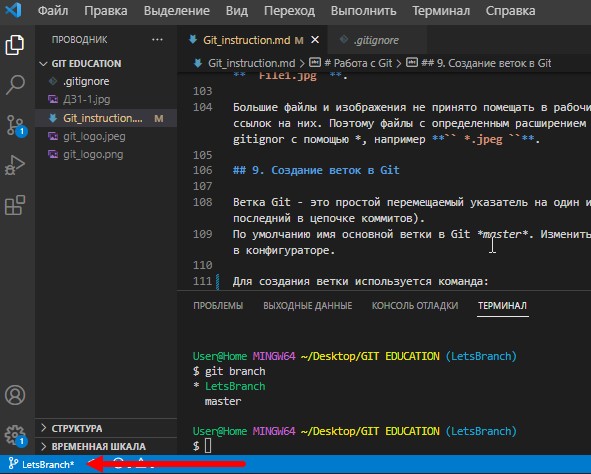 Файл Правка Выделение Вид Переход Выполнить Терминал Справка
ПРОВОДНИК ...
GIT EDUCATION
.gitignore
ДЗ1-1.jpg
Git_instruction.... M
git_logo.jpeg
git_logo.png
СТРУКТУРА
ВРЕМЕННАЯ ШКАЛА
Git_instruction.md M .gitignore
Git_instruction.md > # Работа с Git > ## 9. Создание веток в Git
**`File1.jpg `**.
103
104 Большие файлы и изображения не принято помещать в рабочи
ссылок на них. Поэтому файлы с определенным расширением
gitignor с помощью *, например **`` *.jpeg ``**.
105
106 ## 9. Создание веток в Git
107
108 Ветка Git - это простой перемещаемый указатель на один и
последний в цепочке коммитов).
109 По умолчанию имя основной ветки в Git *master*. Изменить
в конфигураторе.
110
111 Для создания ветки используется команда:
ПРОБЛЕМЫ ВЫХОДНЫЕ ДАННЫЕ КОНСОЛЬ ОТЛАДКИ ТЕРМИНАЛ
User@Home MINGW64 ~/Desktop/GIT EDUCATION (LetsBranch)
$ git branch
* LetsBranch
master
User@Home MINGW64 ~/Desktop/GIT EDUCATION (LetsBranch)
$
1
1
LetsBranch*